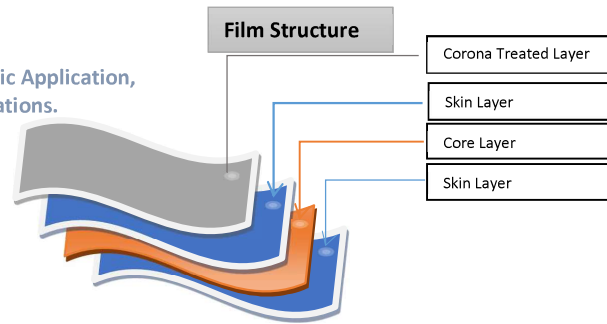 Film Structure
Corona Treated Layer
ic Application,
ations.
Skin Layer
Core Layer
Skin Layer